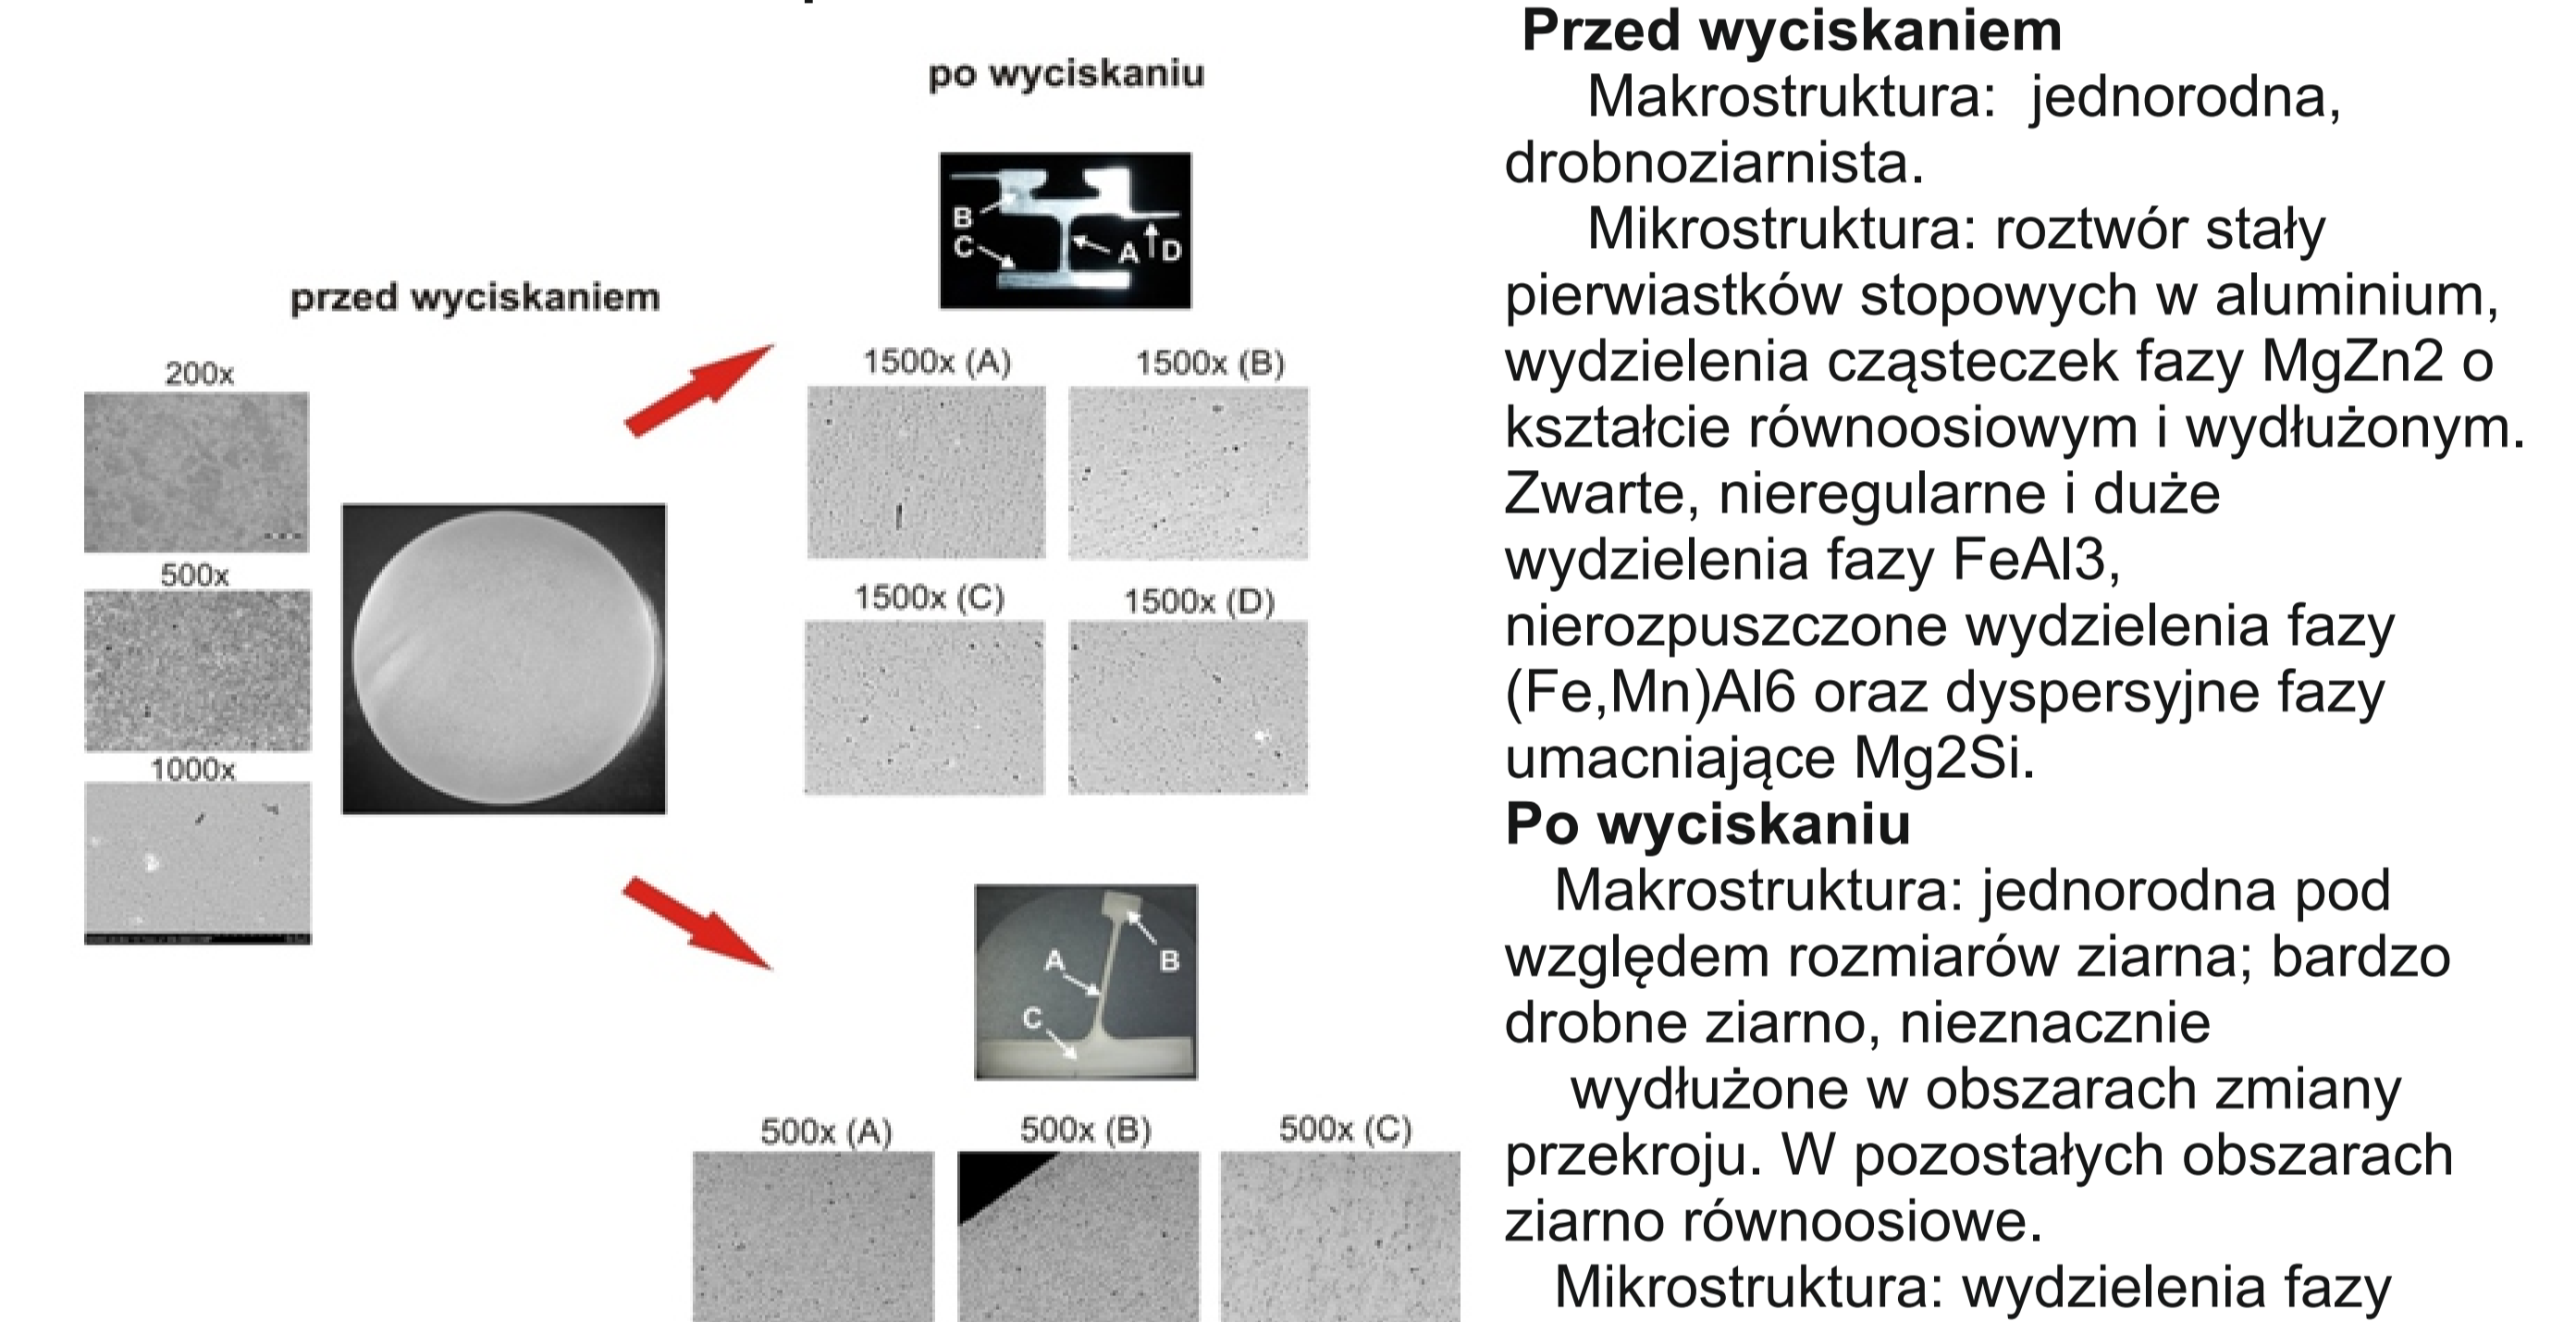 po wyciskaniu
B
C
A
D
przed wyciskaniem
200x
1500x (A)
1500x (B)
500x
1500x (C)
1500x (D)
1000x
A
B
C
500x (A)
500x (B)
500x (C)
Przed wyciskaniem
Makrostruktura: jednorodna,
drobnoziarnista.
Mikrostruktura: roztwór stały
pierwiastków stopowych w aluminium,
wydzielenia cząsteczek fazy MgZn2 o
kształcie równoosiowym i wydłużonym.
Zwarte, nieregularne i duże
wydzielenia fazy FeAl3,
nierozpuszczone wydzielenia fazy
(Fe,Mn)Al6 oraz dyspersyjne fazy
umacniające Mg2Si.
Po wyciskaniu
Makrostruktura: jednorodna pod
względem rozmiarów ziarna; bardzo
drobne ziarno, nieznacznie
wydłużone w obszarach zmiany
przekroju. W pozostałych obszarach
ziarno równoosiowe.
Mikrostruktura: wydzielenia fazy